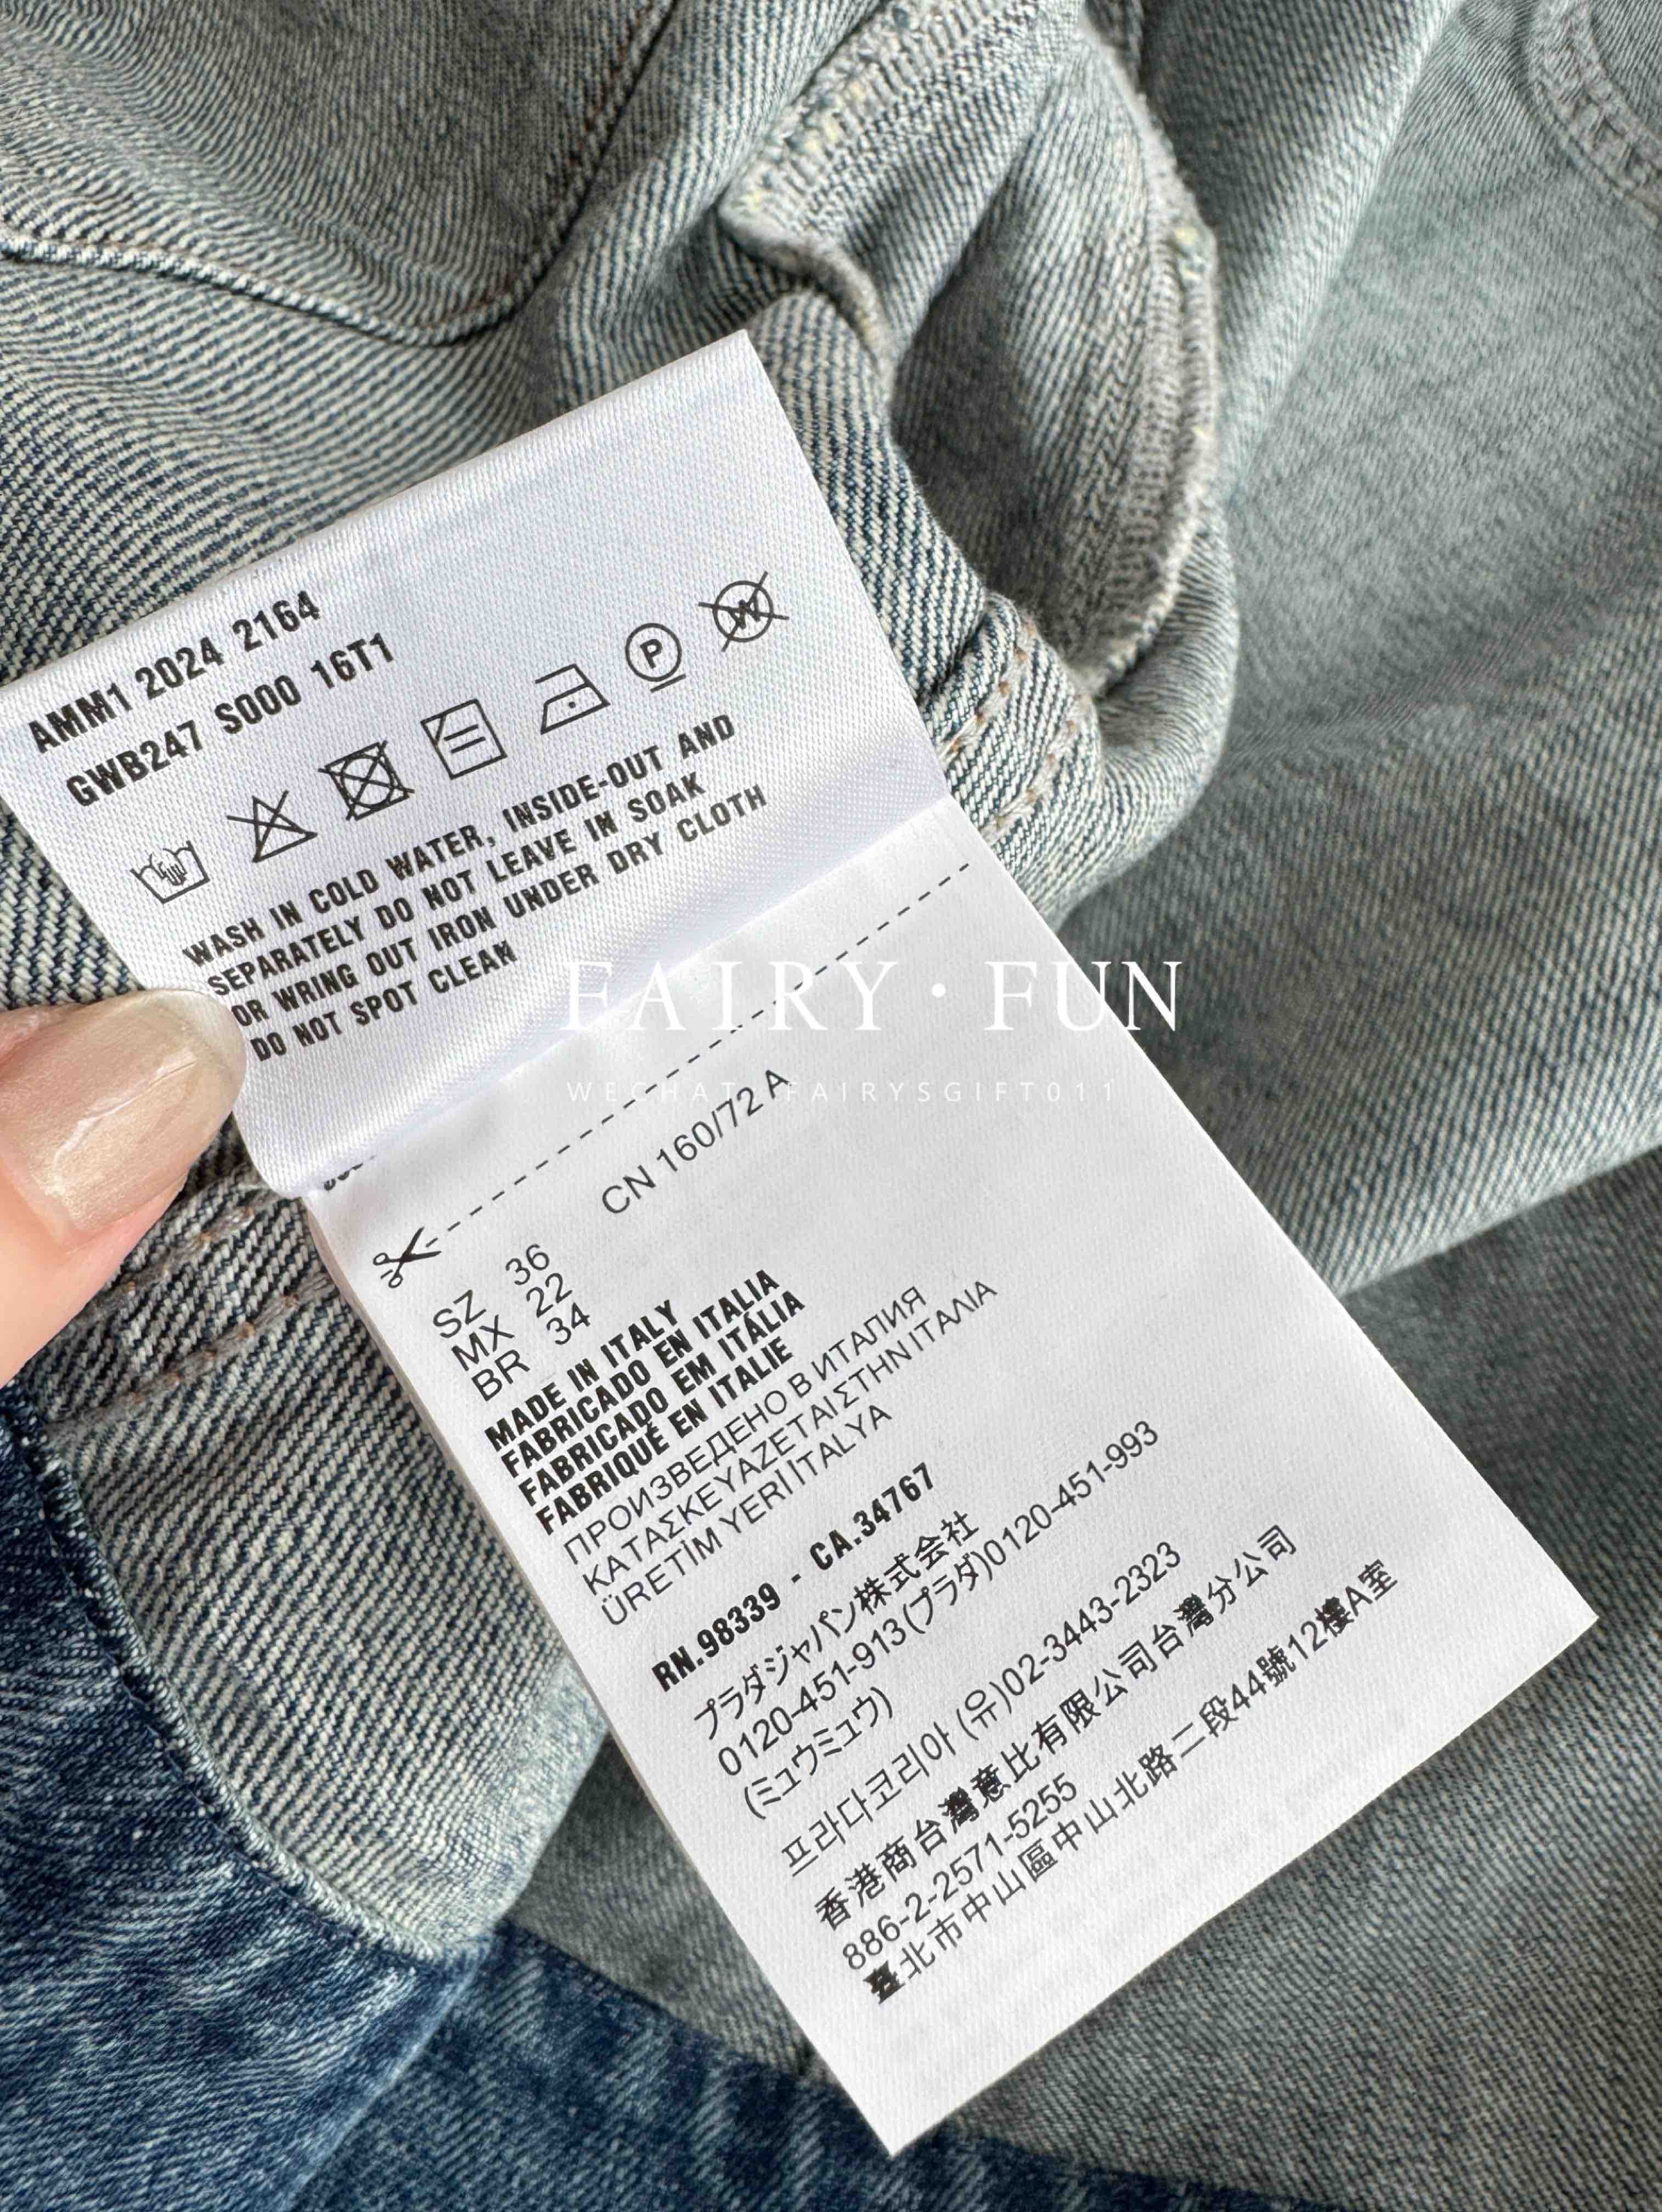 AMM1 2024 2164
GWB247 S000 16T1
P
W
WASH IN COLD WATER, INSIDE-OUT AND
SEPARATELY DO NOT LEAVE IN SOAK
OR WRING OUT IRON UNDER DRY CLOTH
DO NOT SPOT CLEAN
FAIRY·FUN
WECHAT FAIRYSGIFT011
CN 160/72 A
SZ 36
MX 22
BR 34
MADE IN ITALY
FABRICADO EN ITALIA
FABRICADO EM ITÁLIA
FABRIQUÉ EN ITALIE
ПРОИЗВЕДЕНО В ИТАЛИЯ
ΚΑΤΑΣΚΕΥΑΖΕΤΑΙ ΣΤΗΝ ΙΤΑΛΙΑ
ÜRETİM YERİ İTALYA
RN.98339 - CA.34767
プラダジャパン株式会社
0120-451-913(プラダ)0120-451-993
(ミュウミュウ)
프라다코리아 (유)02-3443-2323
香港商台灣意比有限公司台灣分公司
886-2-2571-5255
臺北市中山區中山北路二段44號12樓A室